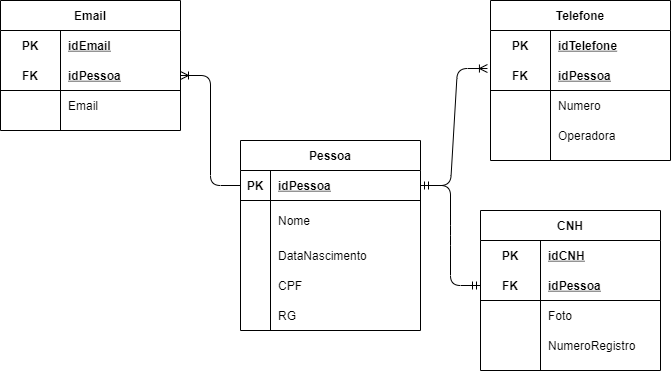 Email
PK idEmail
FK idPessoa
Email
Telefone
PK idTelefone
FK idPessoa
Numero
Operadora
Pessoa
PK idPessoa
Nome
DataNascimento
CPF
RG
CNH
PK idCNH
FK idPessoa
Foto
NumeroRegistro